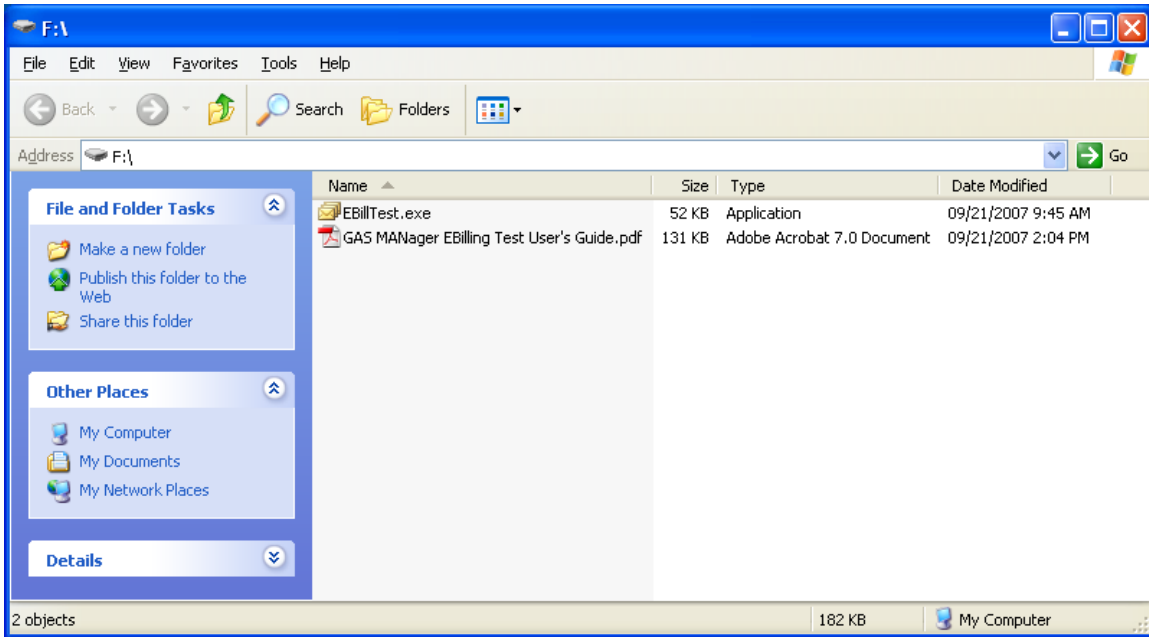 F:\
File Edit View Favorites Tools Help
Back Search Folders
Address F:\ Go
File and Folder Tasks
Make a new folder
Publish this folder to the
Web
Share this folder
Other Places
My Computer
My Documents
My Network Places
Details
Name Size Type Date Modified
EBillTest.exe 52 KB Application 09/21/2007 9:45 AM
GAS MANager EBilling Test User's Guide.pdf 131 KB Adobe Acrobat 7.0 Document 09/21/2007 2:04 PM
2 objects 182 KB My Computer